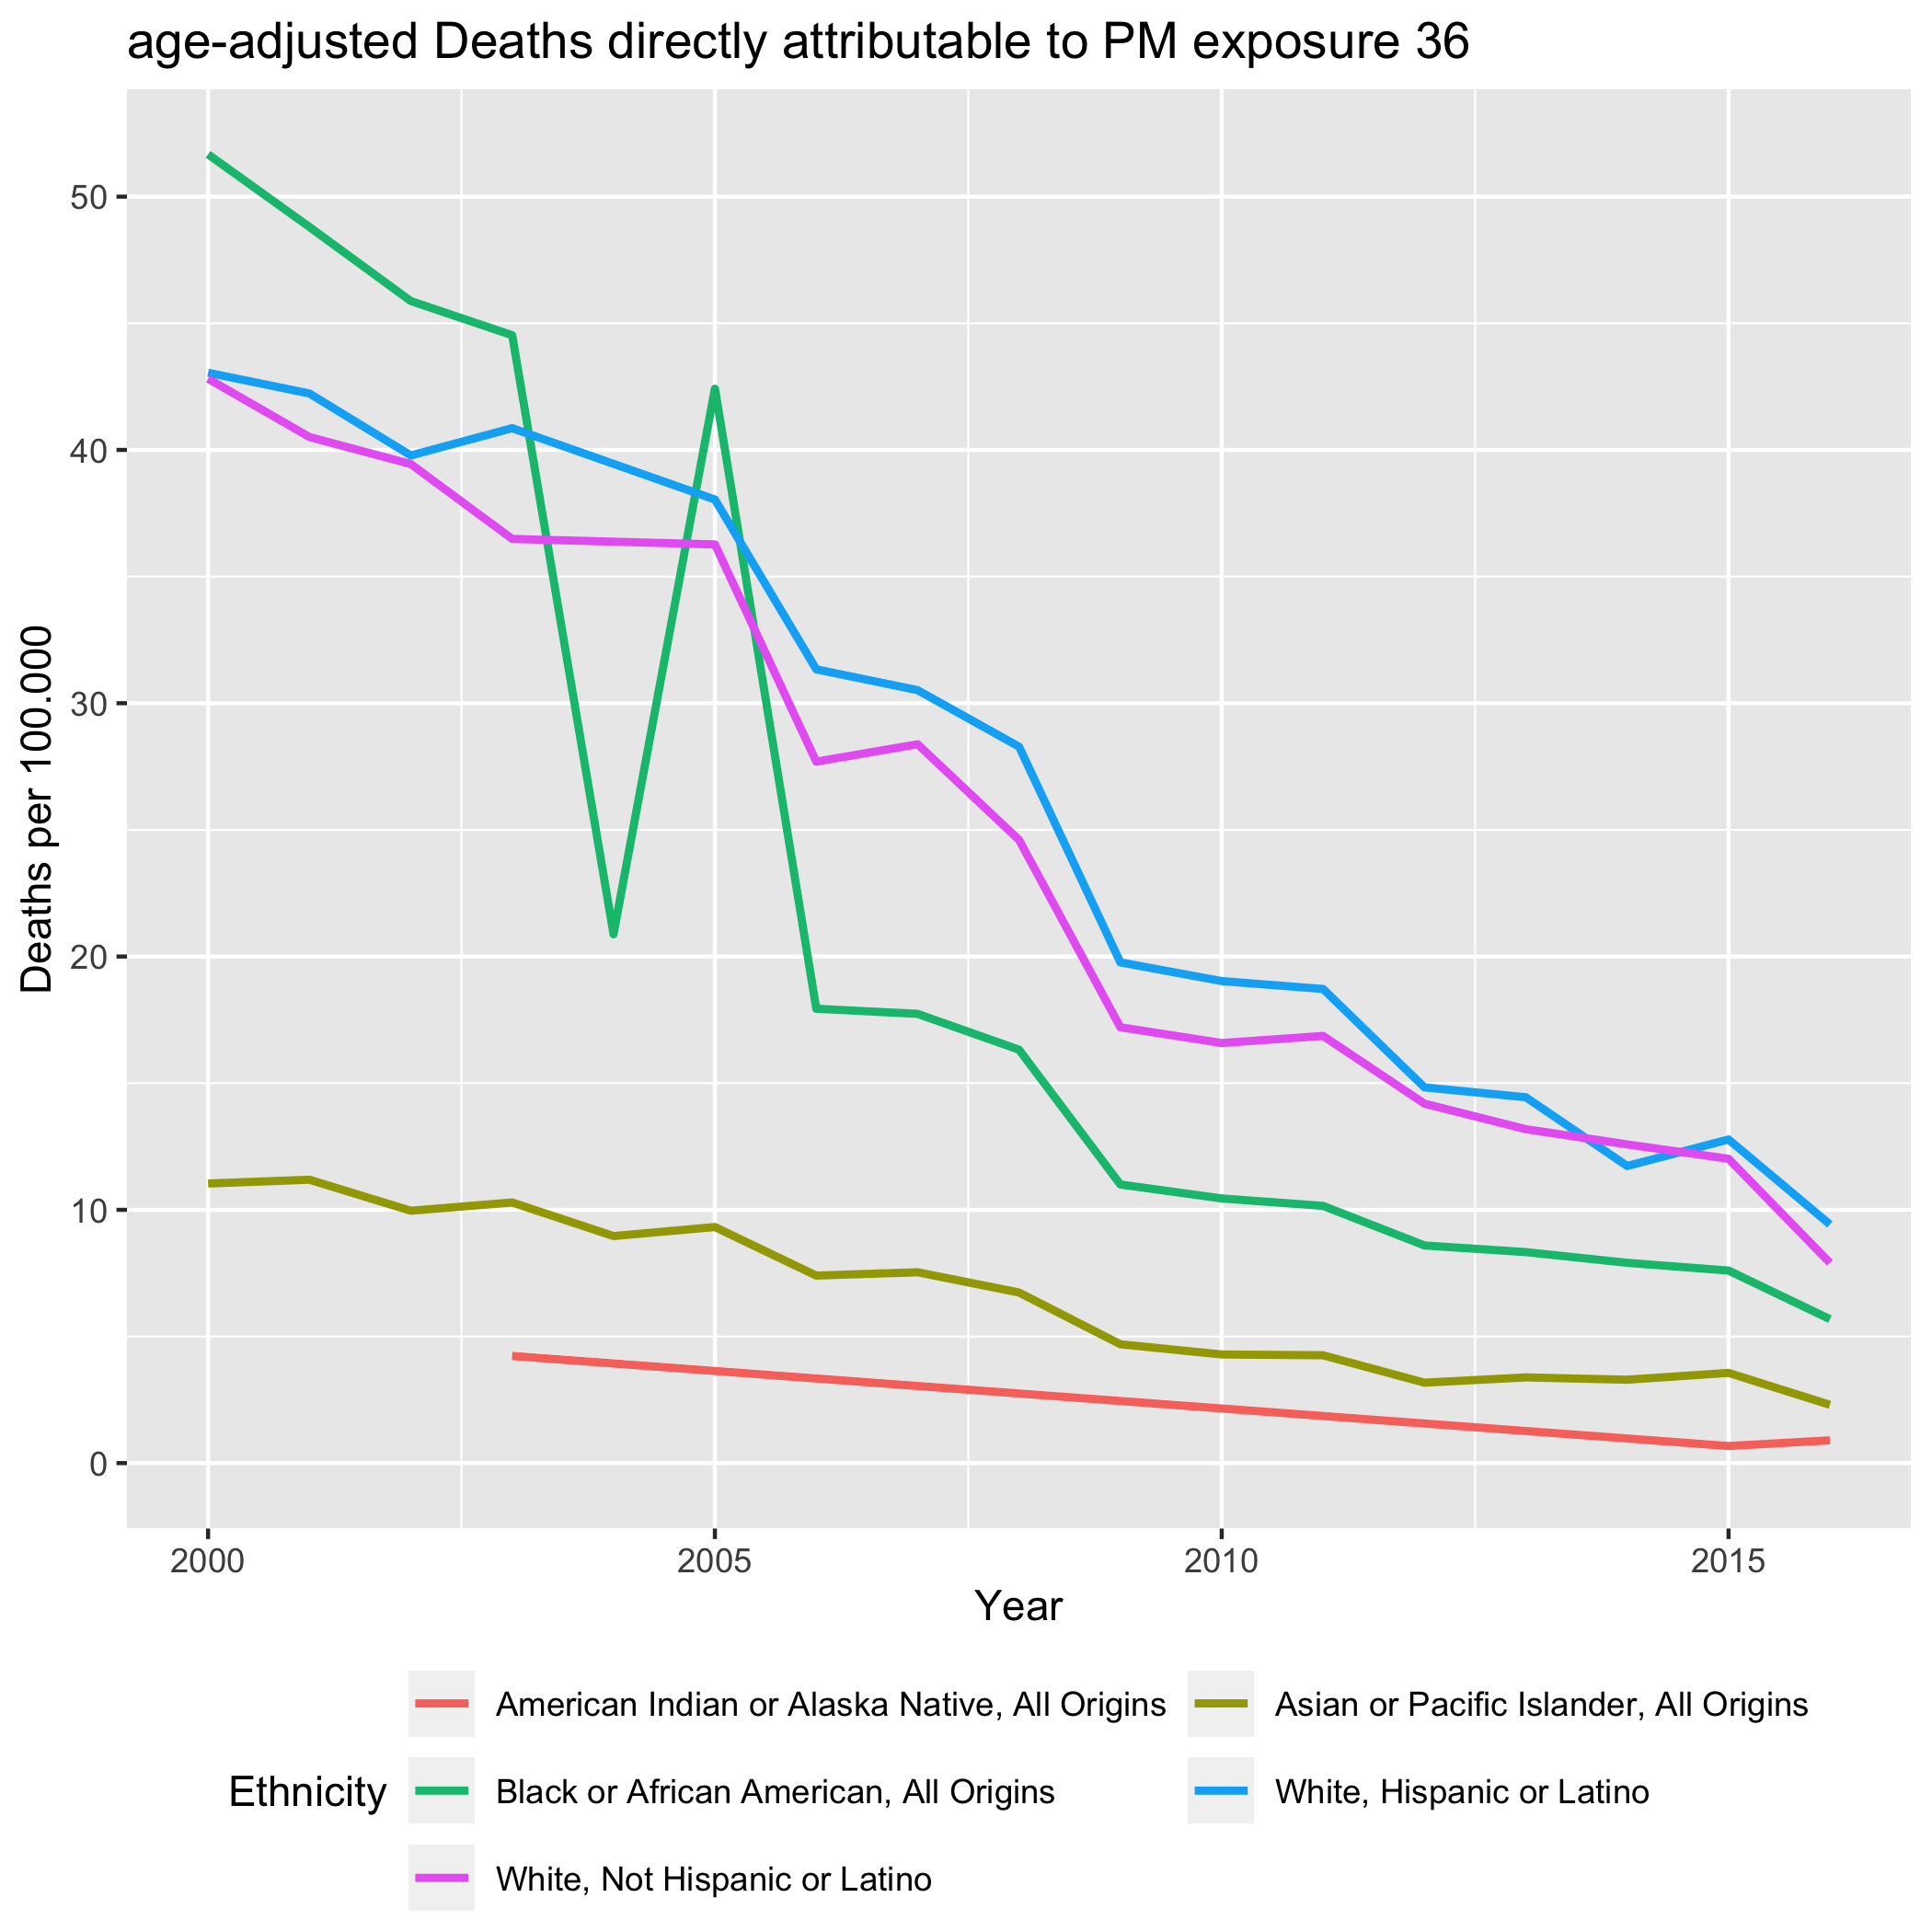 age-adjusted Deaths directly attributable to PM exposure 36
Deaths per 100.000
50
40
30
20
10
0
2000 2005 2010 2015
Year
Ethnicity
American Indian or Alaska Native, All Origins
Asian or Pacific Islander, All Origins
Black or African American, All Origins
White, Hispanic or Latino
White, Not Hispanic or Latino